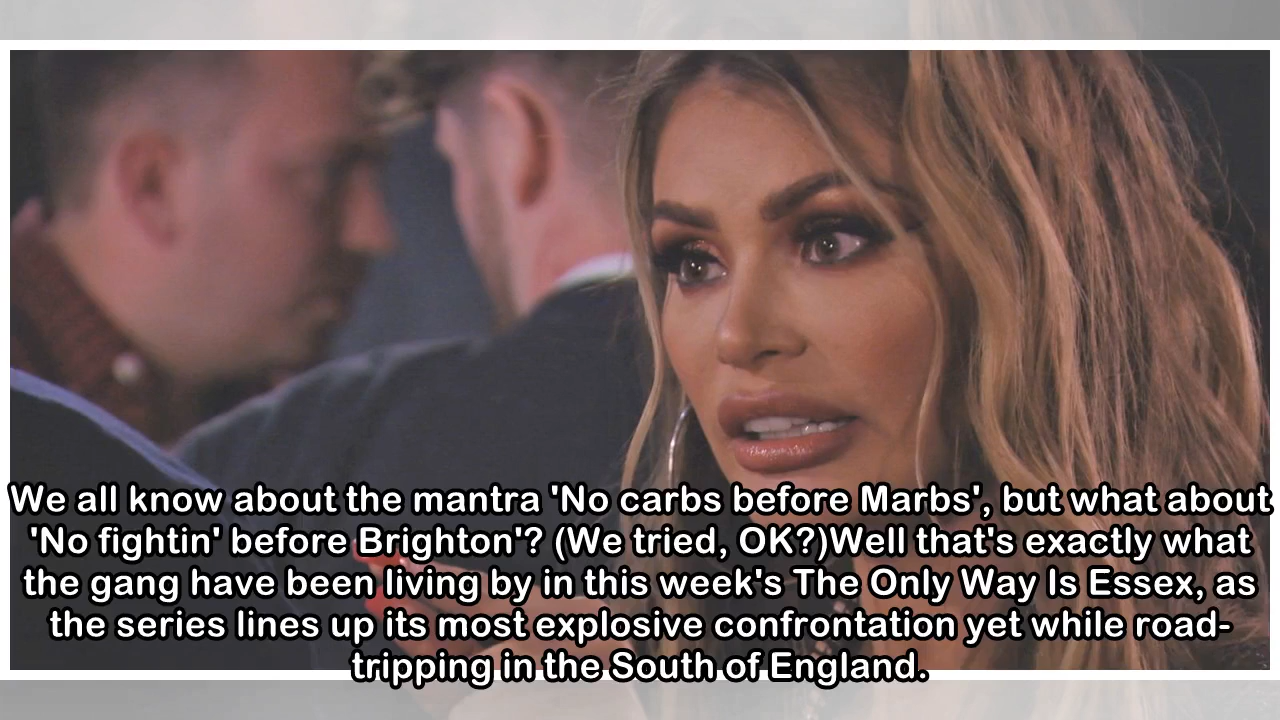 We all know about the mantra 'No carbs before Marbs', but what about
'No fightin' before Brighton'? (We tried, OK?)Well that's exactly what
the gang have been living by in this week's The Only Way Is Essex, as
the series lines up its most explosive confrontation yet while road-
tripping in the South of England.